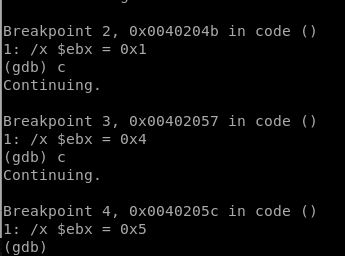 Breakpoint 2, 0x0040204b in code ()
1: /x $ebx = 0x1
(gdb) c
Continuing.
Breakpoint 3, 0x00402057 in code ()
1: /x $ebx = 0x4
(gdb) c
Continuing.
Breakpoint 4, 0x0040205c in code ()
1: /x $ebx = 0x5
(gdb)